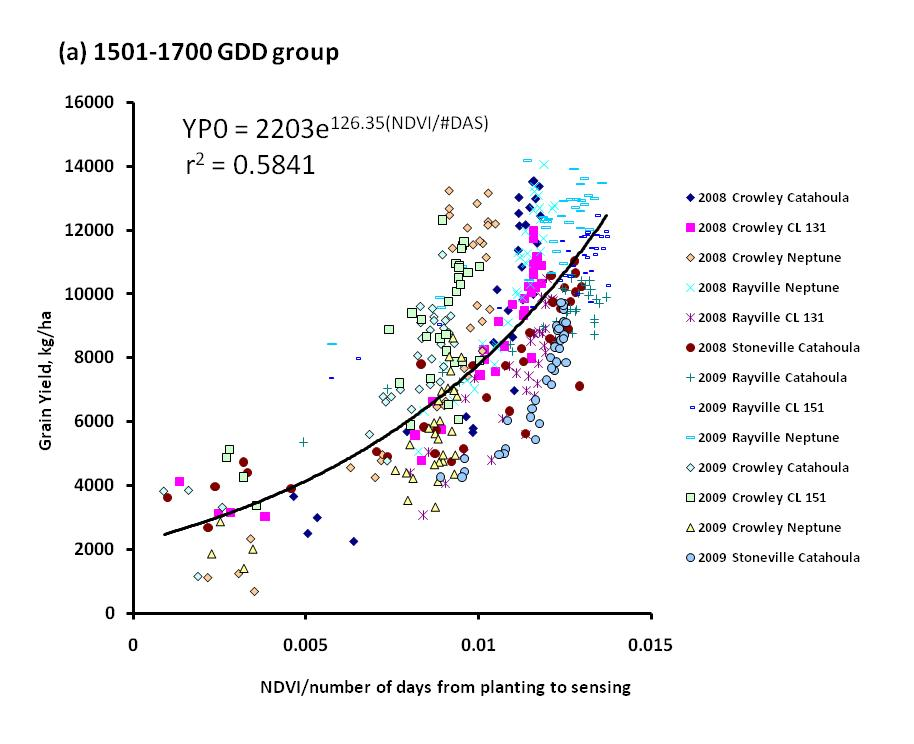 (a) 1501-1700 GDD group
YP0 = 2203e^126.35(NDVI/#DAS)
r² = 0.5841
16000
14000
12000
10000
8000
6000
4000
2000
0
Grain Yield, kg/ha
0 0.005 0.01 0.015
NDVI/number of days from planting to sensing
2008 Crowley Catahoula
2008 Crowley CL 131
2008 Crowley Neptune
2008 Rayville Neptune
2008 Rayville CL 131
2008 Stoneville Catahoula
2009 Rayville Catahoula
2009 Rayville CL 151
2009 Rayville Neptune
2009 Crowley Catahoula
2009 Crowley CL 151
2009 Crowley Neptune
2009 Stoneville Catahoula